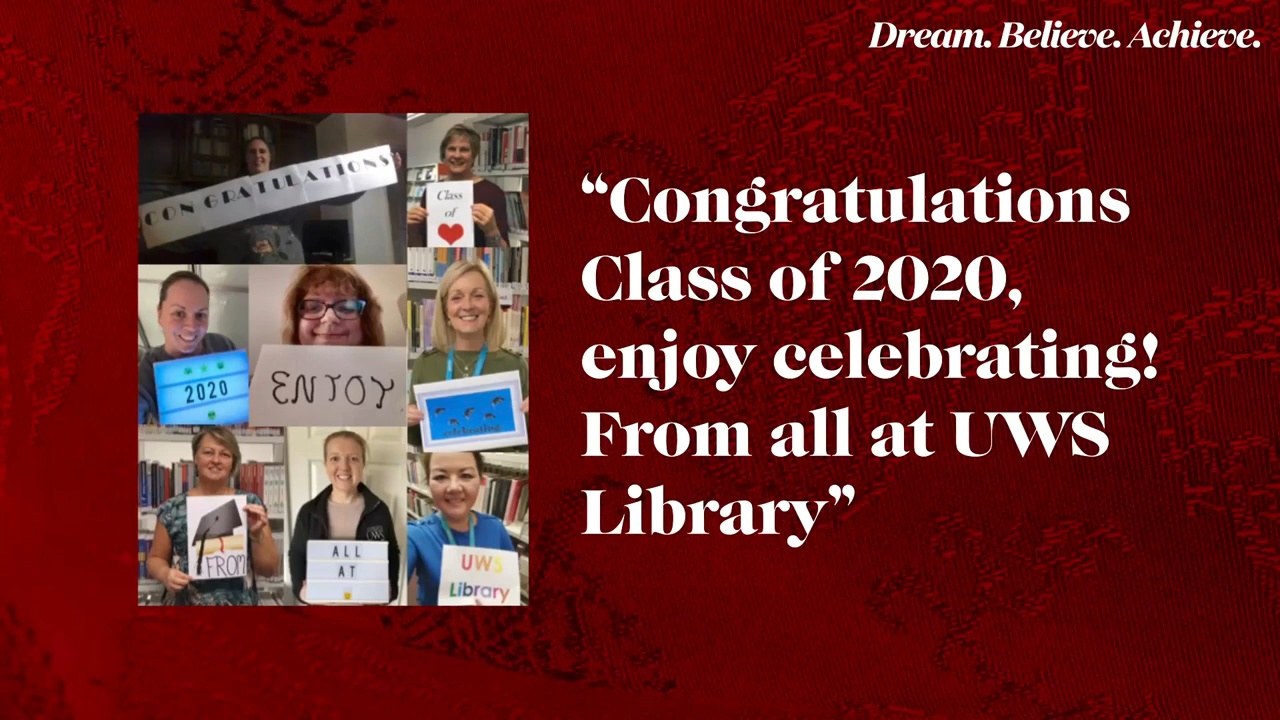 Dream. Believe. Achieve.
CONGRATULATIONS
Class
of
2020
ENJOY
celebrating
FROM
ALL
AT
UWS
Library
“Congratulations
Class of 2020,
enjoy celebrating!
From all at UWS
Library”